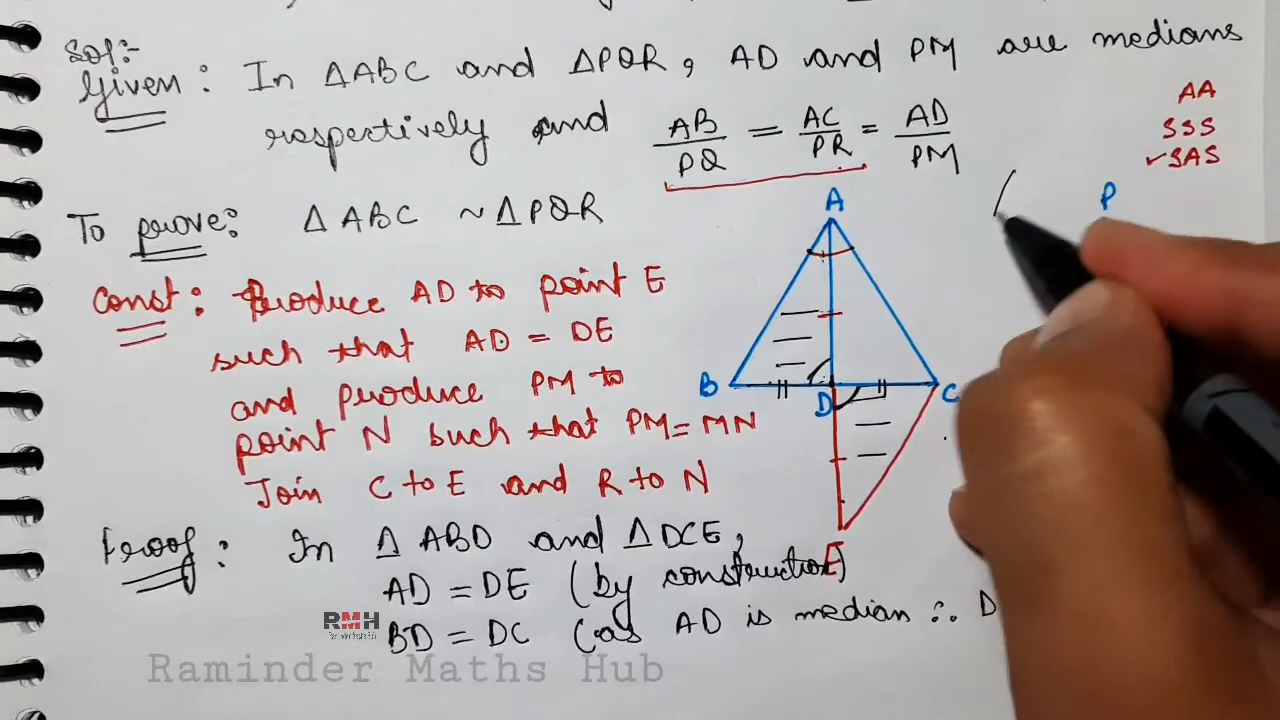 Sol:-
Given: In ΔABC and ΔPQR, AD and PM are medians
respectively and AB/PQ = AC/PR = AD/PM
AA
SSS
✓SAS
To prove: ΔABC ~ ΔPQR
Const: Produce AD to point E
such that AD = DE
and produce PM to
point N such that PM = MN
Join C to E and R to N
A
B
D
C
E
P
Proof: In Δ ABD and ΔDCE,
AD = DE (by construction)
BD = DC (as AD is median ∴ D
RMH
Raminder Maths Hub